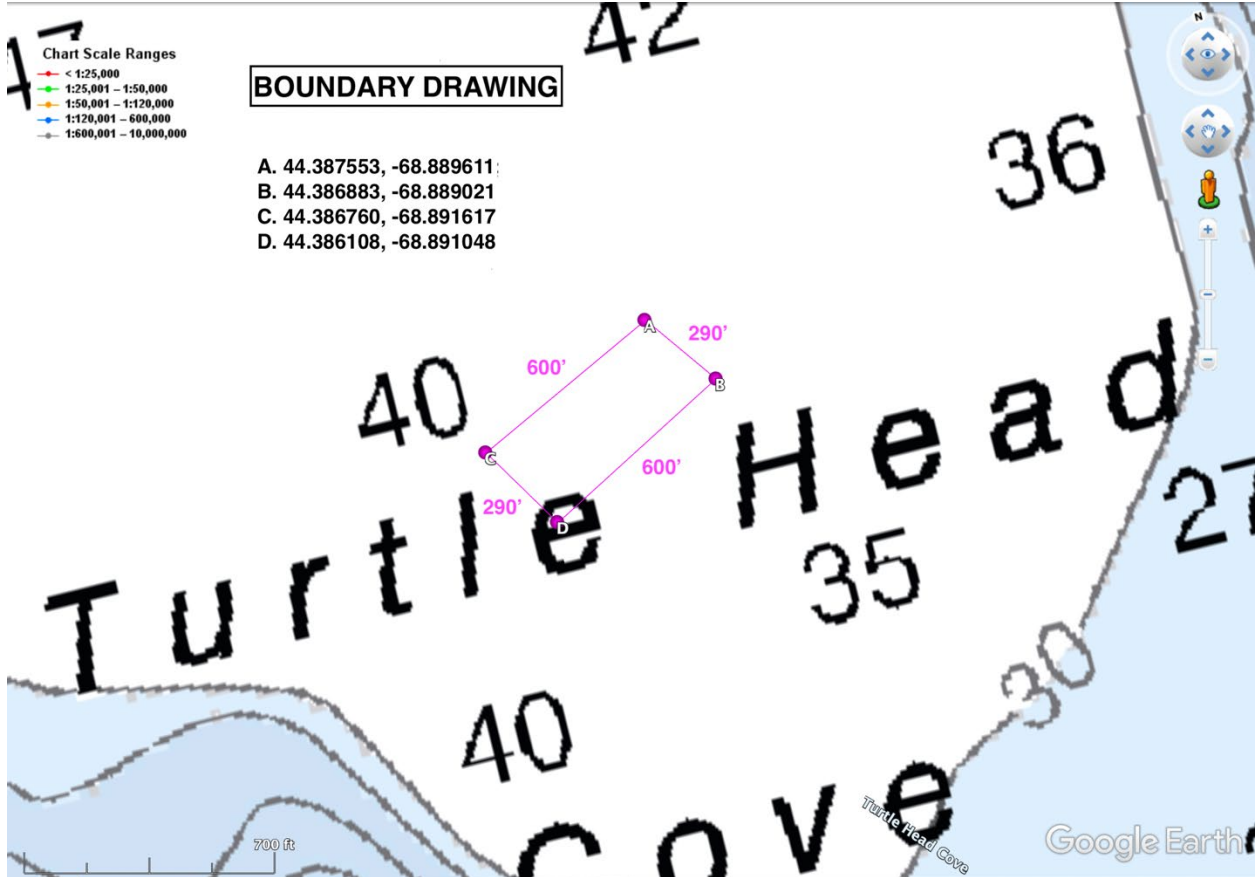 47
42
Chart Scale Ranges
< 1:25,000
1:25,001 – 1:50,000
1:50,001 – 1:120,000
1:120,001 – 600,000
1:600,001 – 10,000,000
BOUNDARY DRAWING
N
36
A. 44.387553, -68.889611
B. 44.386883, -68.889021
C. 44.386760, -68.891617
D. 44.386108, -68.891048
A
290’
600’
B
40
C
600’
290’
D
Turtle Head
27
35
30
40
Cove
Turtle Head Cove
700 ft
Google Earth